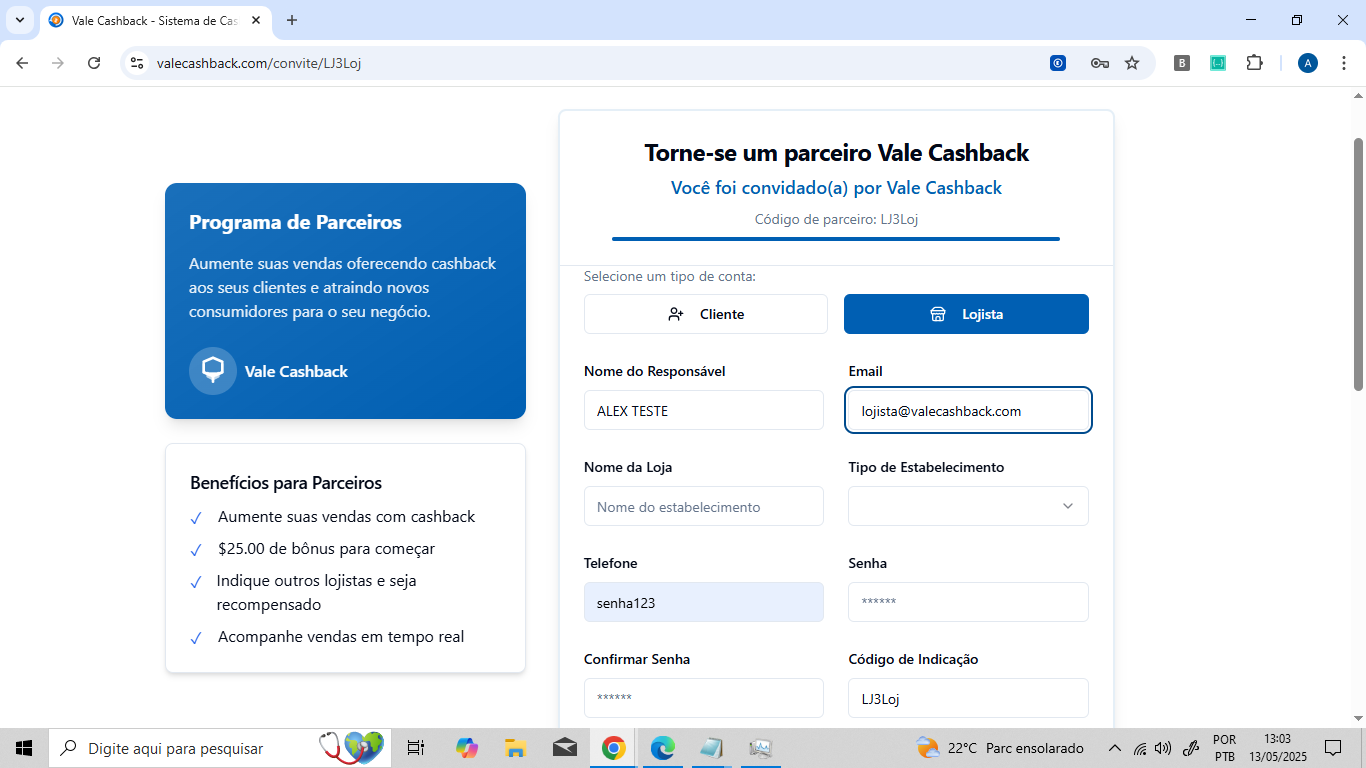 Vale Cashback - Sistema de Cas
valecashback.com/convite/LJ3Loj
B
A
Programa de Parceiros
Aumente suas vendas oferecendo cashback
aos seus clientes e atraindo novos
consumidores para o seu negócio.
Vale Cashback
Benefícios para Parceiros
Aumente suas vendas com cashback
$25.00 de bônus para começar
Indique outros lojistas e seja
recompensado
Acompanhe vendas em tempo real
Torne-se um parceiro Vale Cashback
Você foi convidado(a) por Vale Cashback
Código de parceiro: LJ3Loj
Selecione um tipo de conta:
Cliente Lojista
Nome do Responsável Email
ALEX TESTE lojista@valecashback.com
Nome da Loja Tipo de Estabelecimento
Nome do estabelecimento
Telefone Senha
senha123 ******
Confirmar Senha Código de Indicação
****** LJ3Loj
Digite aqui para pesquisar
22°C Parc ensolarado
POR
PTB
13:03
13/05/2025